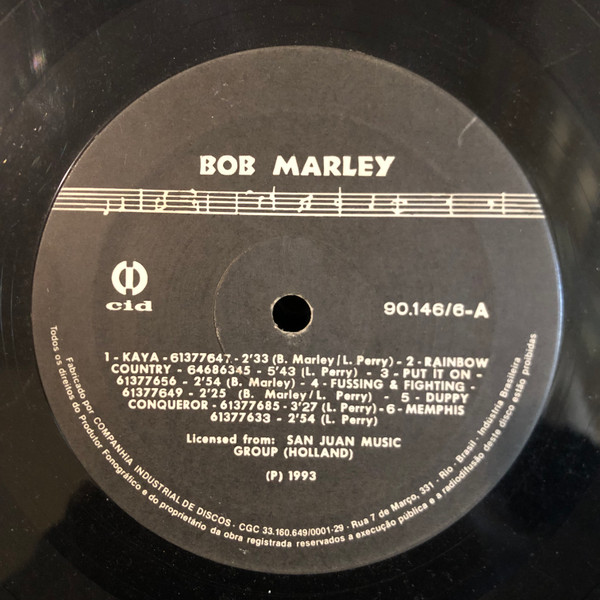 BOB MARLEY
cid
90.146/6-A
1 - KAYA - 61377647 - 2'33 (B. Marley/L. Perry) - 2 - RAINBOW
COUNTRY - 64686345 - 5'43 (L. Perry) - 3 - PUT IT ON -
61377656 - 2'54 (B. Marley) - 4 - FUSSING & FIGHTING -
61377649 - 2'25 (B. Marley/L. Perry) - 5 - DUPPY
CONQUEROR - 61377685 - 3'27 (L. Perry) - 6 - MEMPHIS
61377633 - 2'54 (L. Perry)
Licensed from: SAN JUAN MUSIC
GROUP (HOLLAND)
(P) 1993
Fabricado por COMPANHIA INDUSTRIAL DE DISCOS - CGC 33.160.649/0001-29 - Rua 7 de Março, 331 - Rio - Brasil - Indústria Brasileira
Todos os direitos do Produtor Fonográfico e do proprietário da obra registrada reservados a execução pública e a radiodifusão deste disco estão proibidas